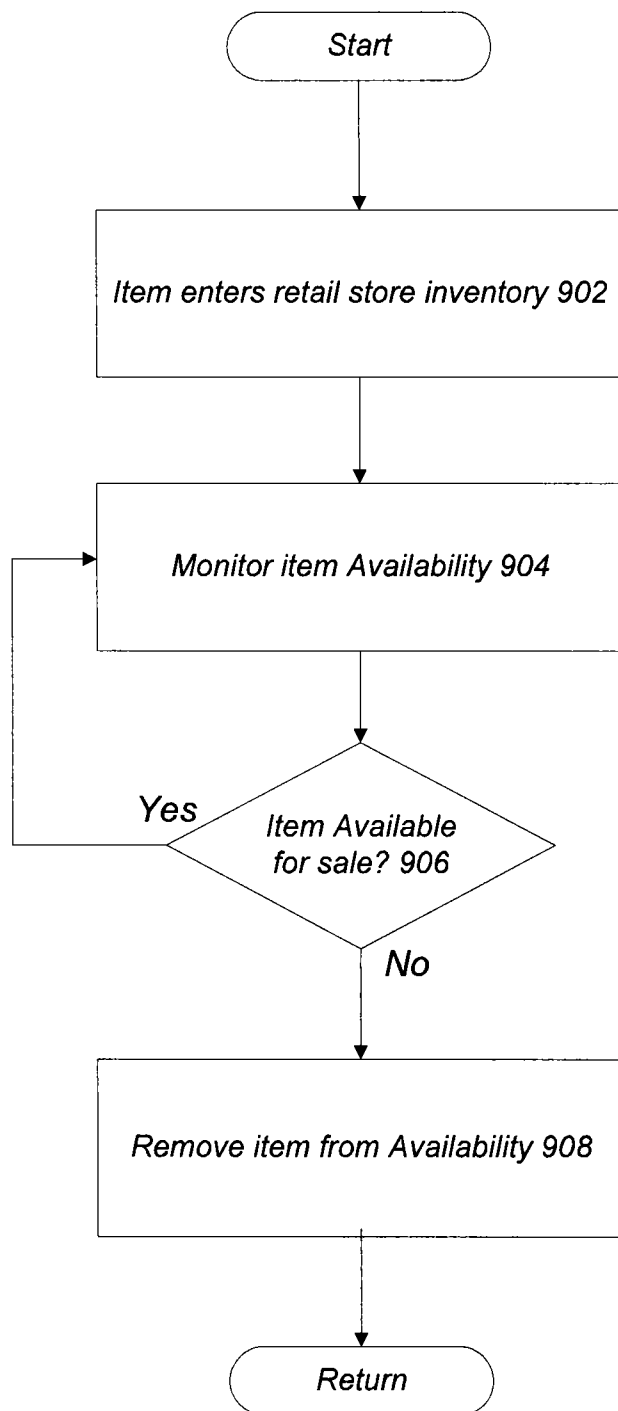 Start
Item enters retail store inventory 902
Monitor item Availability 904
Yes
Item Available
for sale? 906
No
Remove item from Availability 908
Return